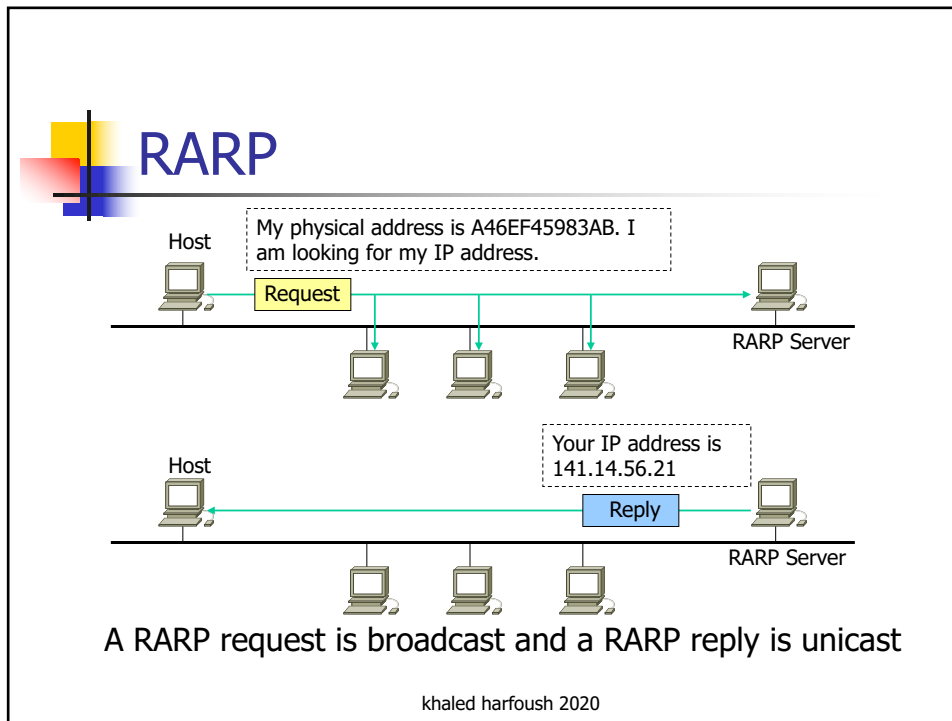 RARP
My physical address is A46EF45983AB. I
am looking for my IP address.
Host
Request
RARP Server
Your IP address is
141.14.56.21
Host
Reply
RARP Server
A RARP request is broadcast and a RARP reply is unicast
khaled harfoush 2020